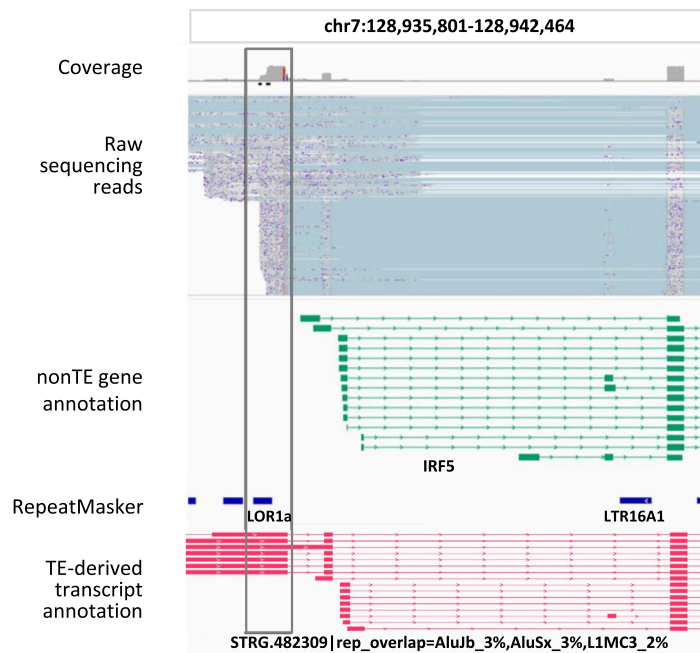 chr7:128,935,801-128,942,464
Coverage
Raw
sequencing
reads
nonTE gene
annotation
IRF5
RepeatMasker
LOR1a
LTR16A1
TE-derived
transcript
annotation
STRG.482309|rep_overlap=AluJb_3%,AluSx_3%,L1MC3_2%